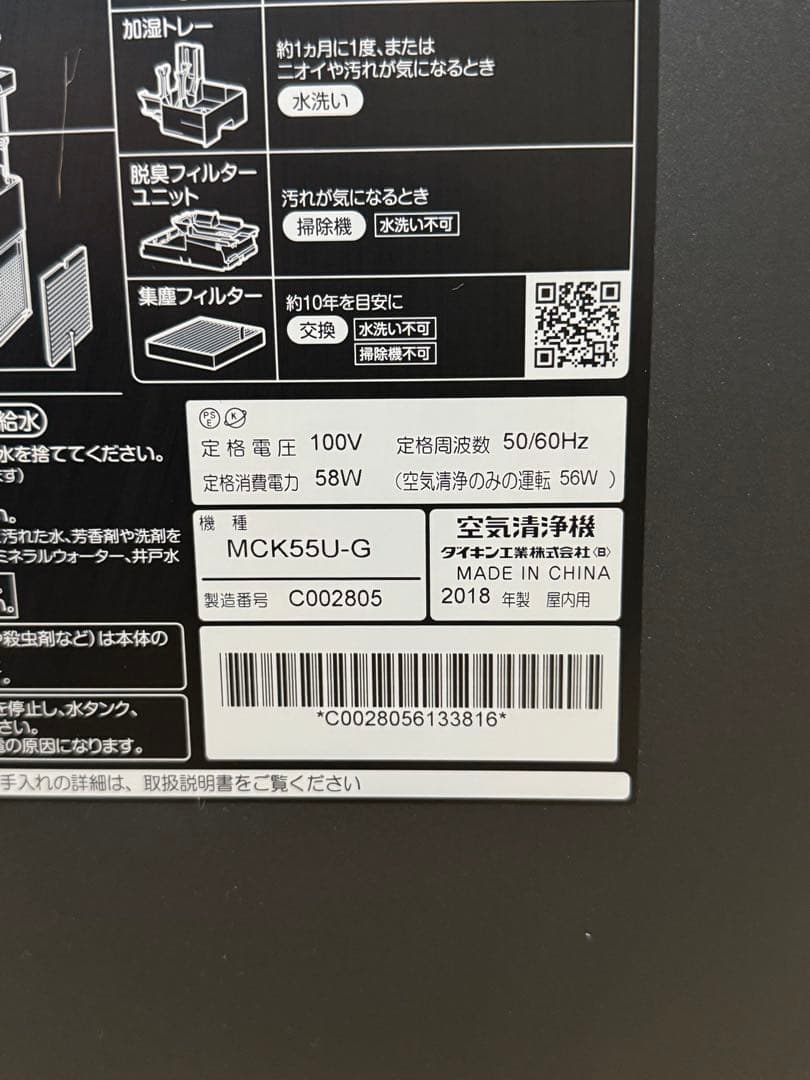 加湿トレー
約1ヵ月に1度、または
ニオイや汚れが気になるとき
水洗い
脱臭フィルター
ユニット
汚れが気になるとき
掃除機 水洗い不可
集塵フィルター
約10年を目安に
交換 水洗い不可
掃除機不可
給水
水を捨ててください。
ます)
汚れた水、芳香剤や洗剤を
ミネラルウォーター、井戸水
PS
E
K
定格電圧 100V 定格周波数 50/60Hz
定格消費電力 58W (空気清浄のみの運転 56W )
機種
MCK55U-G
製造番号 C002805
空気清浄機
ダイキン工業株式会社〈B〉
MADE IN CHINA
2018 年製 屋内用
や殺虫剤など)は本体の
を停止し、水タンク、
さい。
電の原因になります。
*C0028056133816*
手入れの詳細は、取扱説明書をご覧ください